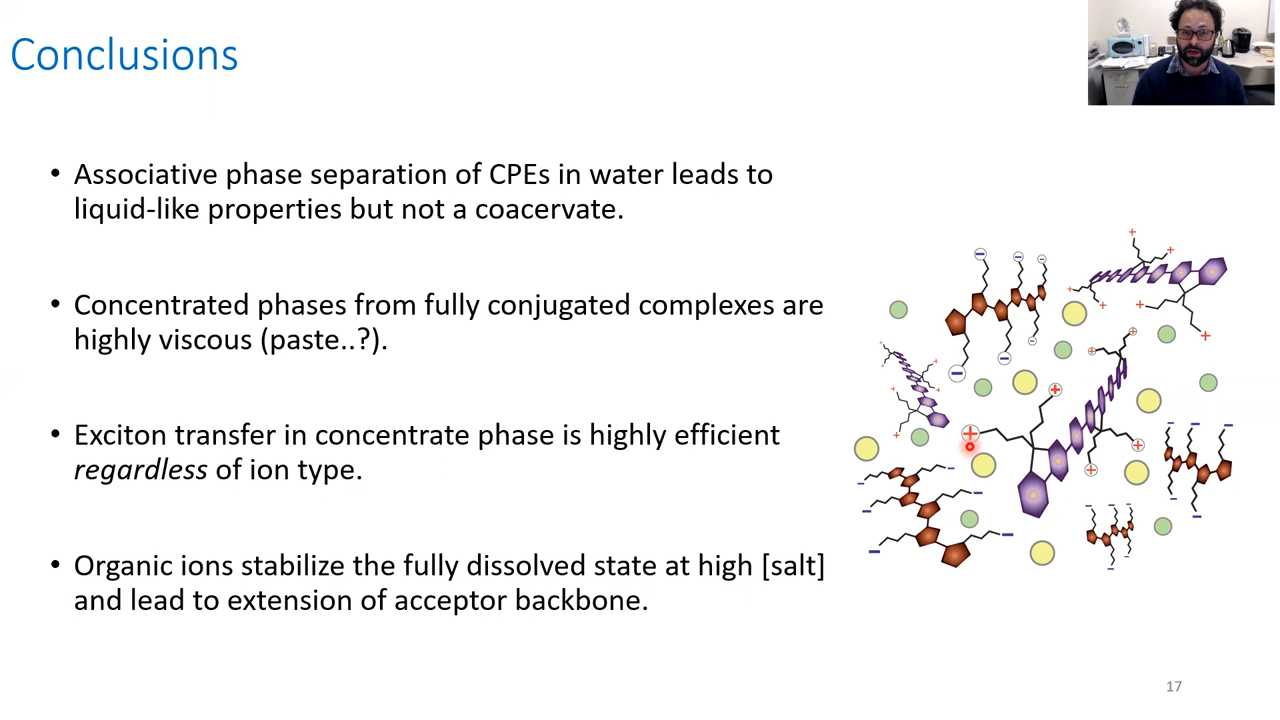 Conclusions
• Associative phase separation of CPEs in water leads to
liquid-like properties but not a coacervate.
• Concentrated phases from fully conjugated complexes are
highly viscous (paste..?).
• Exciton transfer in concentrate phase is highly efficient
regardless of ion type.
• Organic ions stabilize the fully dissolved state at high [salt]
and lead to extension of acceptor backbone.
17